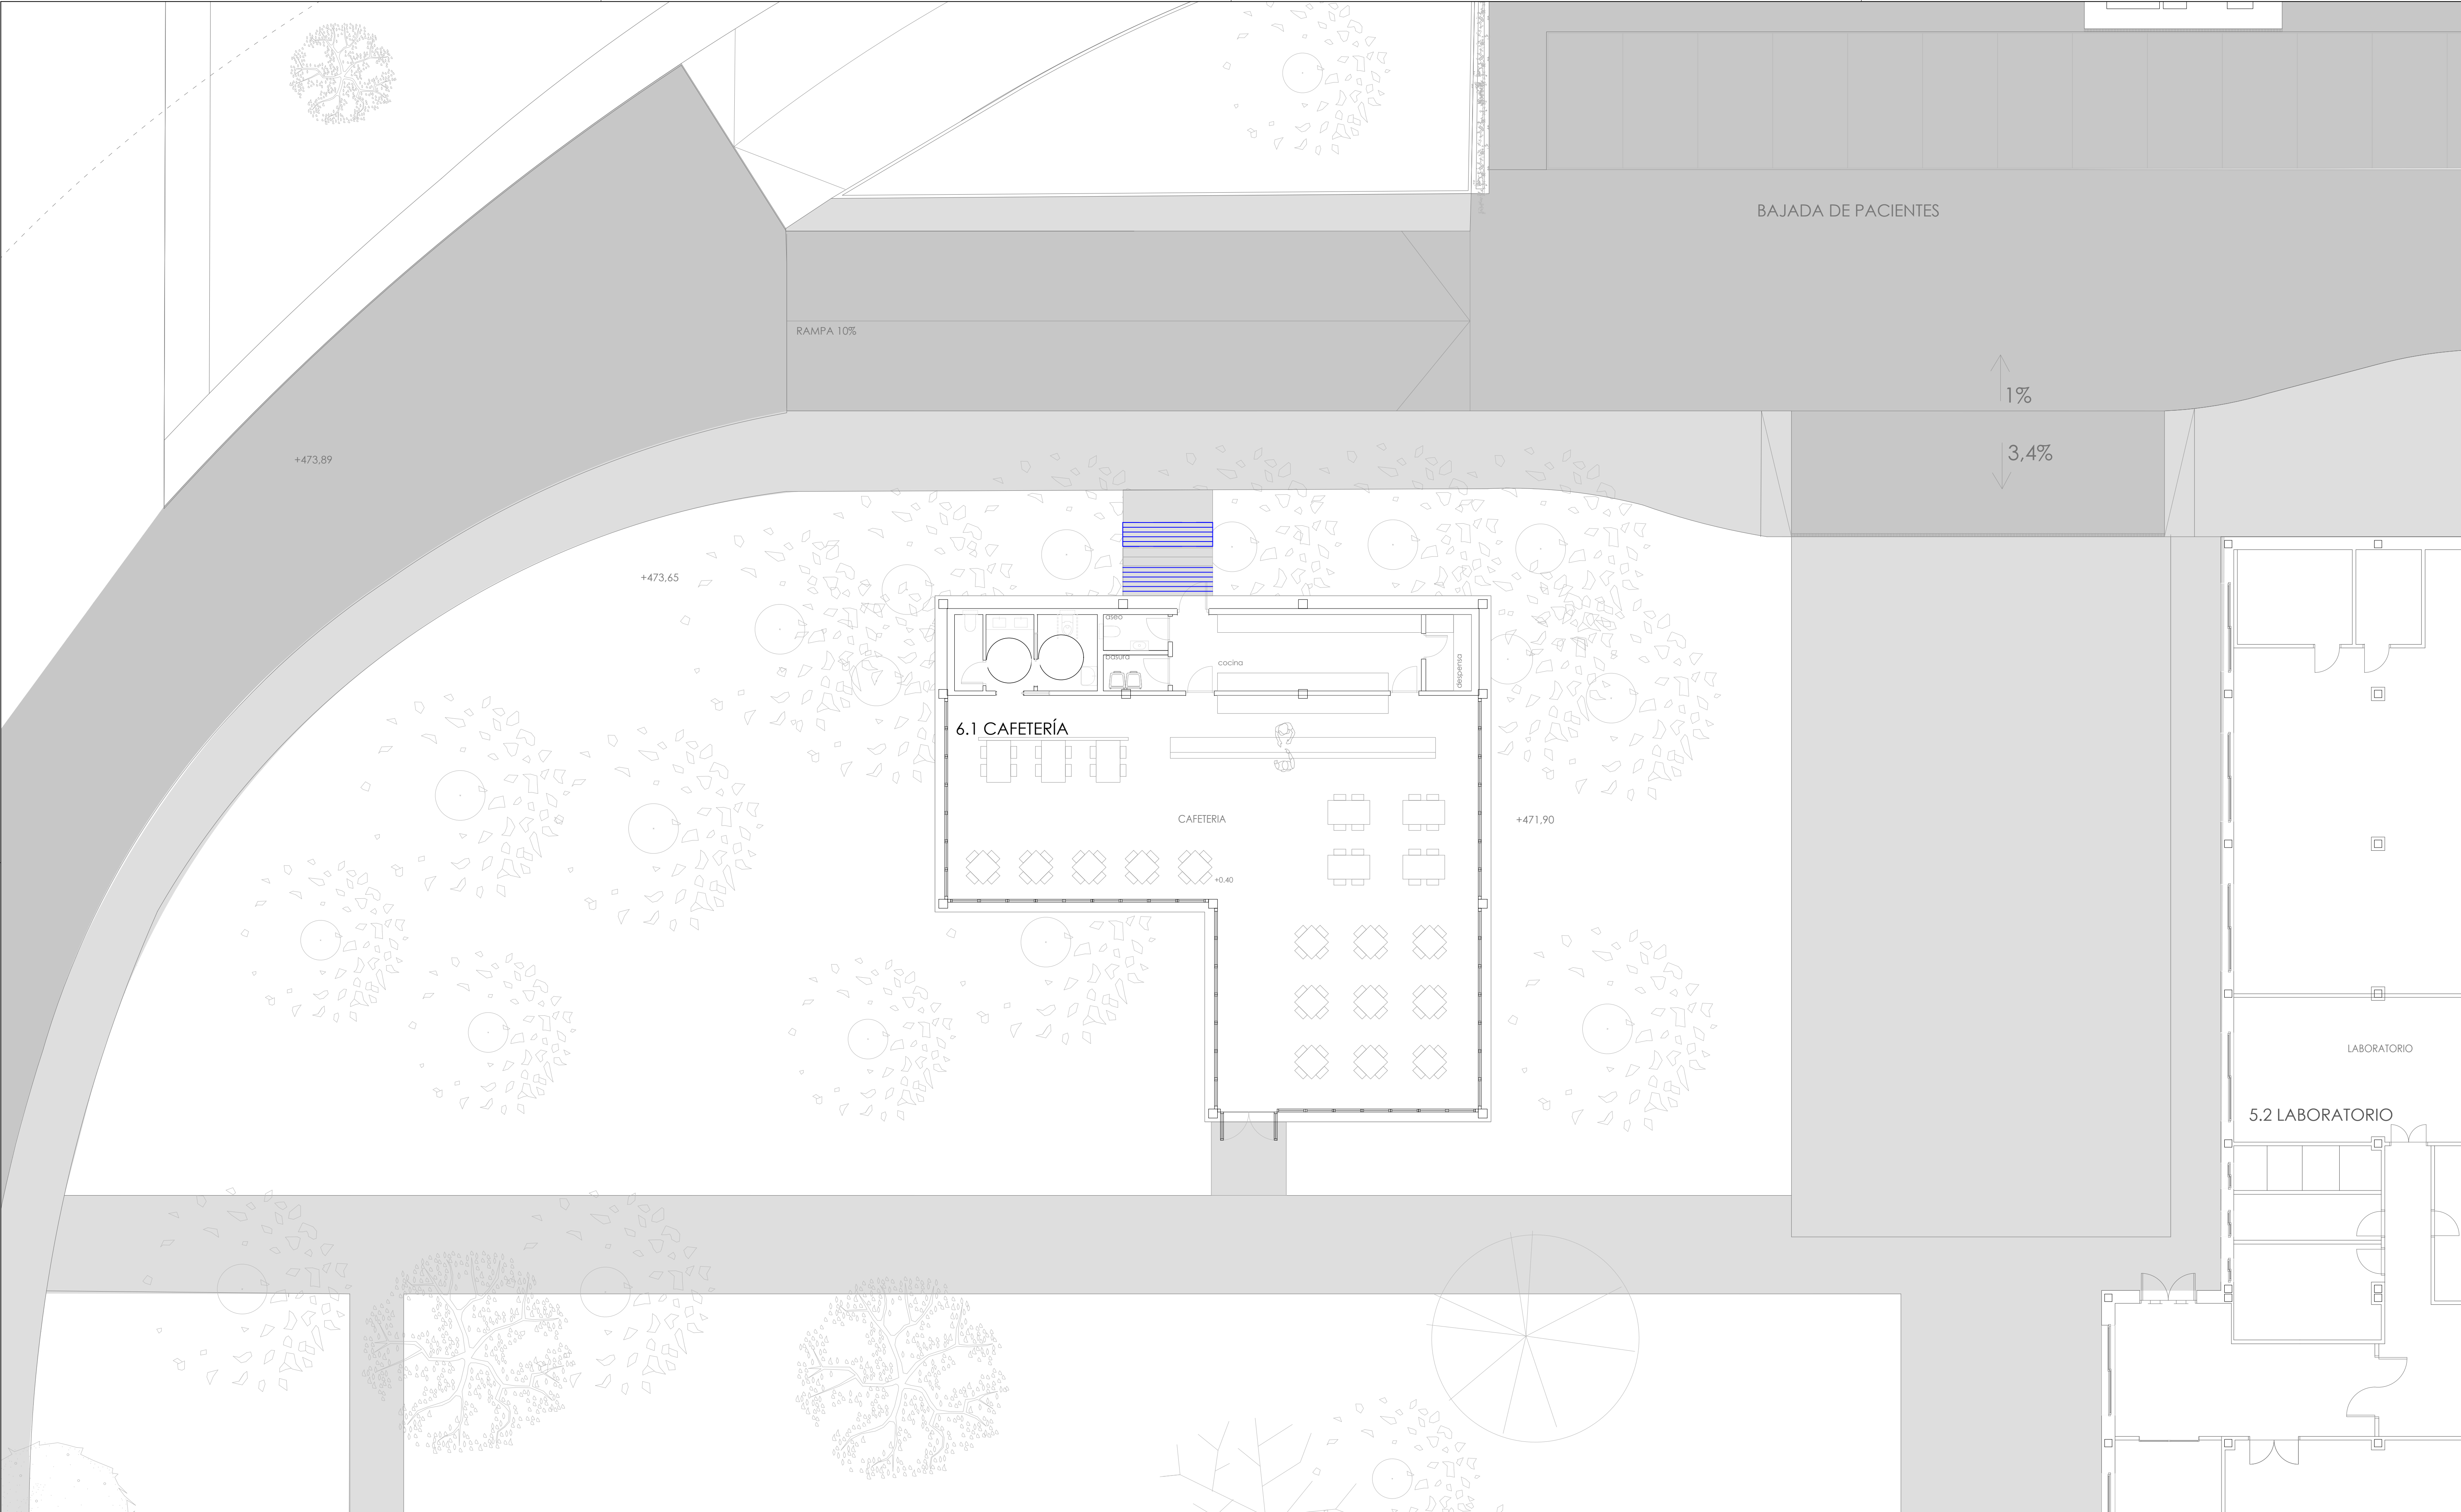 BAJADA DE PACIENTES
RAMPA 10%
1%
3,4%
+473,89
+473,65
aseo
basura
cocina
despensa
6.1 CAFETERÍA
CAFETERIA
+471,90
+0.40
LABORATORIO
5.2 LABORATORIO